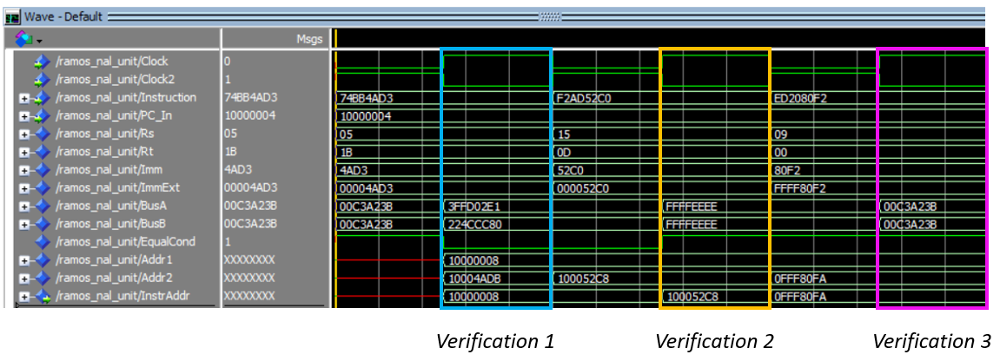 Wave - Default
Msgs
/ramos_nal_unit/Clock 0
/ramos_nal_unit/Clock2 1
/ramos_nal_unit/Instruction 74BB4AD3 74BB4AD3 F2AD52C0 ED2080F2
/ramos_nal_unit/PC_In 10000004 10000004
/ramos_nal_unit/Rs 05 05 15 09
/ramos_nal_unit/Rt 1B 1B 0D 00
/ramos_nal_unit/Imm 4AD3 4AD3 52C0 80F2
/ramos_nal_unit/ImmExt 00004AD3 00004AD3 000052C0 FFFF80F2
/ramos_nal_unit/BusA 00C3A23B 00C3A23B 3FFD02E1 FFFFEEEE 00C3A23B
/ramos_nal_unit/BusB 00C3A23B 00C3A23B 224CCC80 FFFFEEEE 00C3A23B
/ramos_nal_unit/EqualCond 1
/ramos_nal_unit/Addr1 XXXXXXXX 10000008
/ramos_nal_unit/Addr2 XXXXXXXX 10004ADB 100052C8 0FFF80FA
/ramos_nal_unit/InstrAddr XXXXXXXX 10000008 100052C8 0FFF80FA
Verification 1 Verification 2 Verification 3